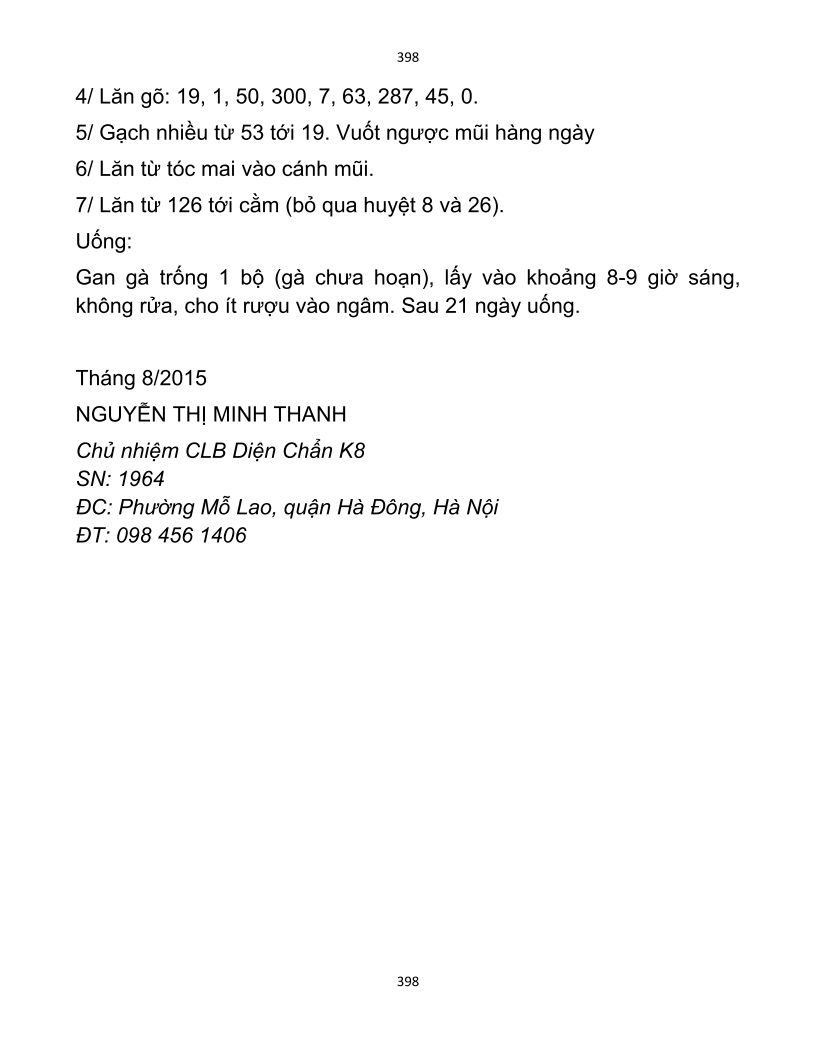 398
4/ Lăn gõ: 19, 1, 50, 300, 7, 63, 287, 45, 0.
5/ Gạch nhiều từ 53 tới 19. Vuốt ngược mũi hàng ngày
6/ Lăn từ tóc mai vào cánh mũi.
7/ Lăn từ 126 tới cằm (bỏ qua huyệt 8 và 26).
Uống:
Gan gà trống 1 bộ (gà chưa hoạn), lấy vào khoảng 8-9 giờ sáng,
không rửa, cho ít rượu vào ngâm. Sau 21 ngày uống.
Tháng 8/2015
NGUYỄN THỊ MINH THANH
Chủ nhiệm CLB Diện Chẩn K8
SN: 1964
ĐC: Phường Mỗ Lao, quận Hà Đông, Hà Nội
ĐT: 098 456 1406
398